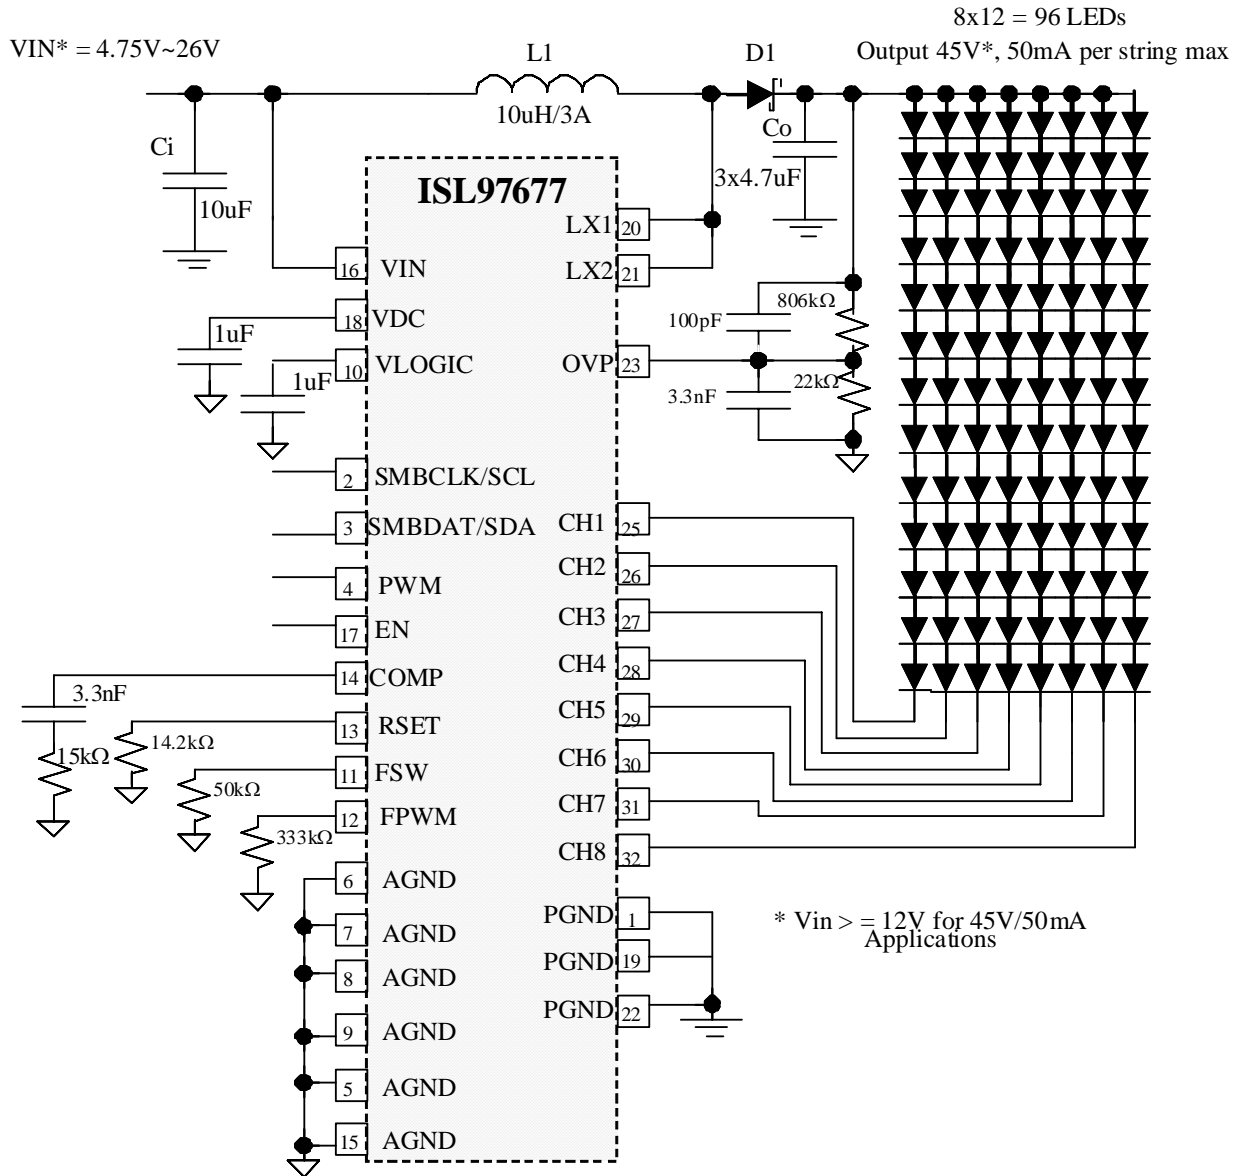 8x12 = 96 LEDs
VIN* = 4.75V~26V
Output 45V*, 50mA per string max
L1
D1
10uH/3A
Ci
10uF
Co
3x4.7uF
ISL97677
LX1 20
LX2 21
16 VIN
18 VDC
1uF
10 VLOGIC
1uF
806kΩ
100pF
OVP 23
22kΩ
3.3nF
2 SMBCLK/SCL
3 SMBDAT/SDA
4 PWM
17 EN
14 COMP
3.3nF
15kΩ
13 RSET
14.2kΩ
11 FSW
50kΩ
12 FPWM
333kΩ
CH1 25
CH2 26
CH3 27
CH4 28
CH5 29
CH6 30
CH7 31
CH8 32
6 AGND
7 AGND
8 AGND
9 AGND
5 AGND
15 AGND
PGND 1
PGND 19
PGND 22
* Vin > = 12V for 45V/50mA
Applications